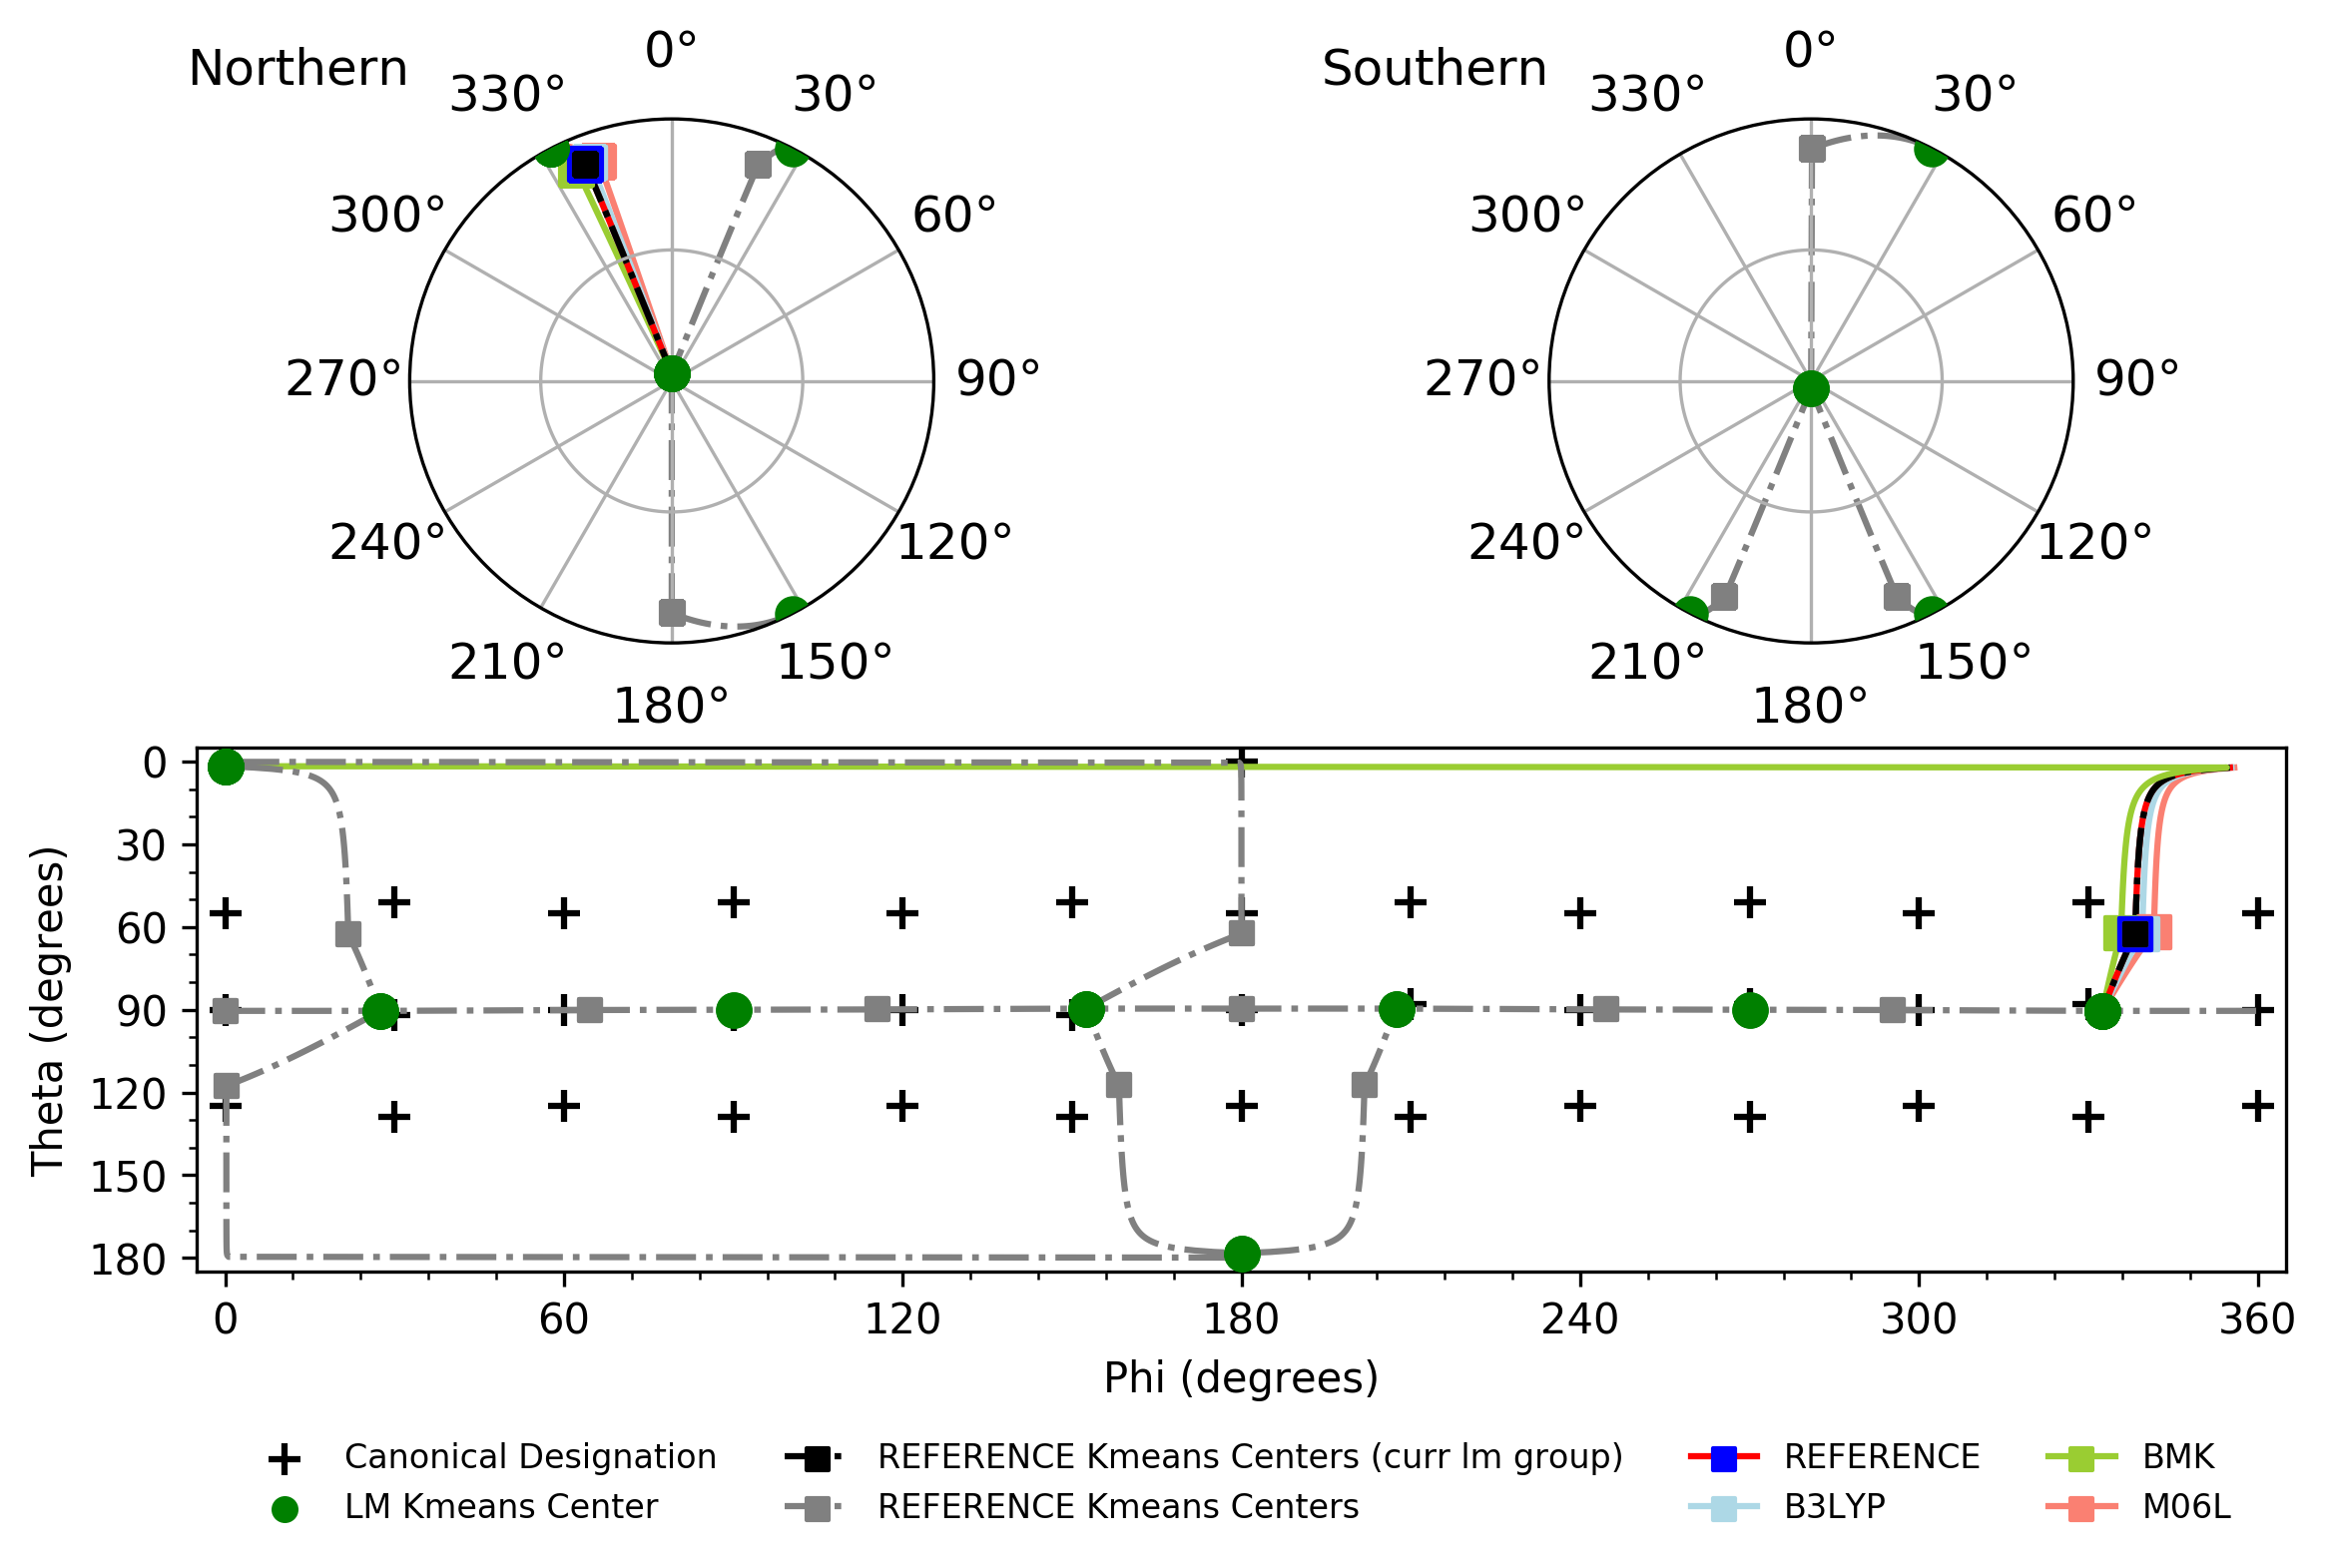 Northern
0°
30°
60°
90°
120°
150°
180°
210°
240°
270°
300°
330°
Southern
0°
30°
60°
90°
120°
150°
180°
210°
240°
270°
300°
330°
Theta (degrees)
0
30
60
90
120
150
180
0 60 120 180 240 300 360
Phi (degrees)
Canonical Designation
LM Kmeans Center
REFERENCE Kmeans Centers (curr lm group)
REFERENCE Kmeans Centers
REFERENCE
B3LYP
BMK
M06L